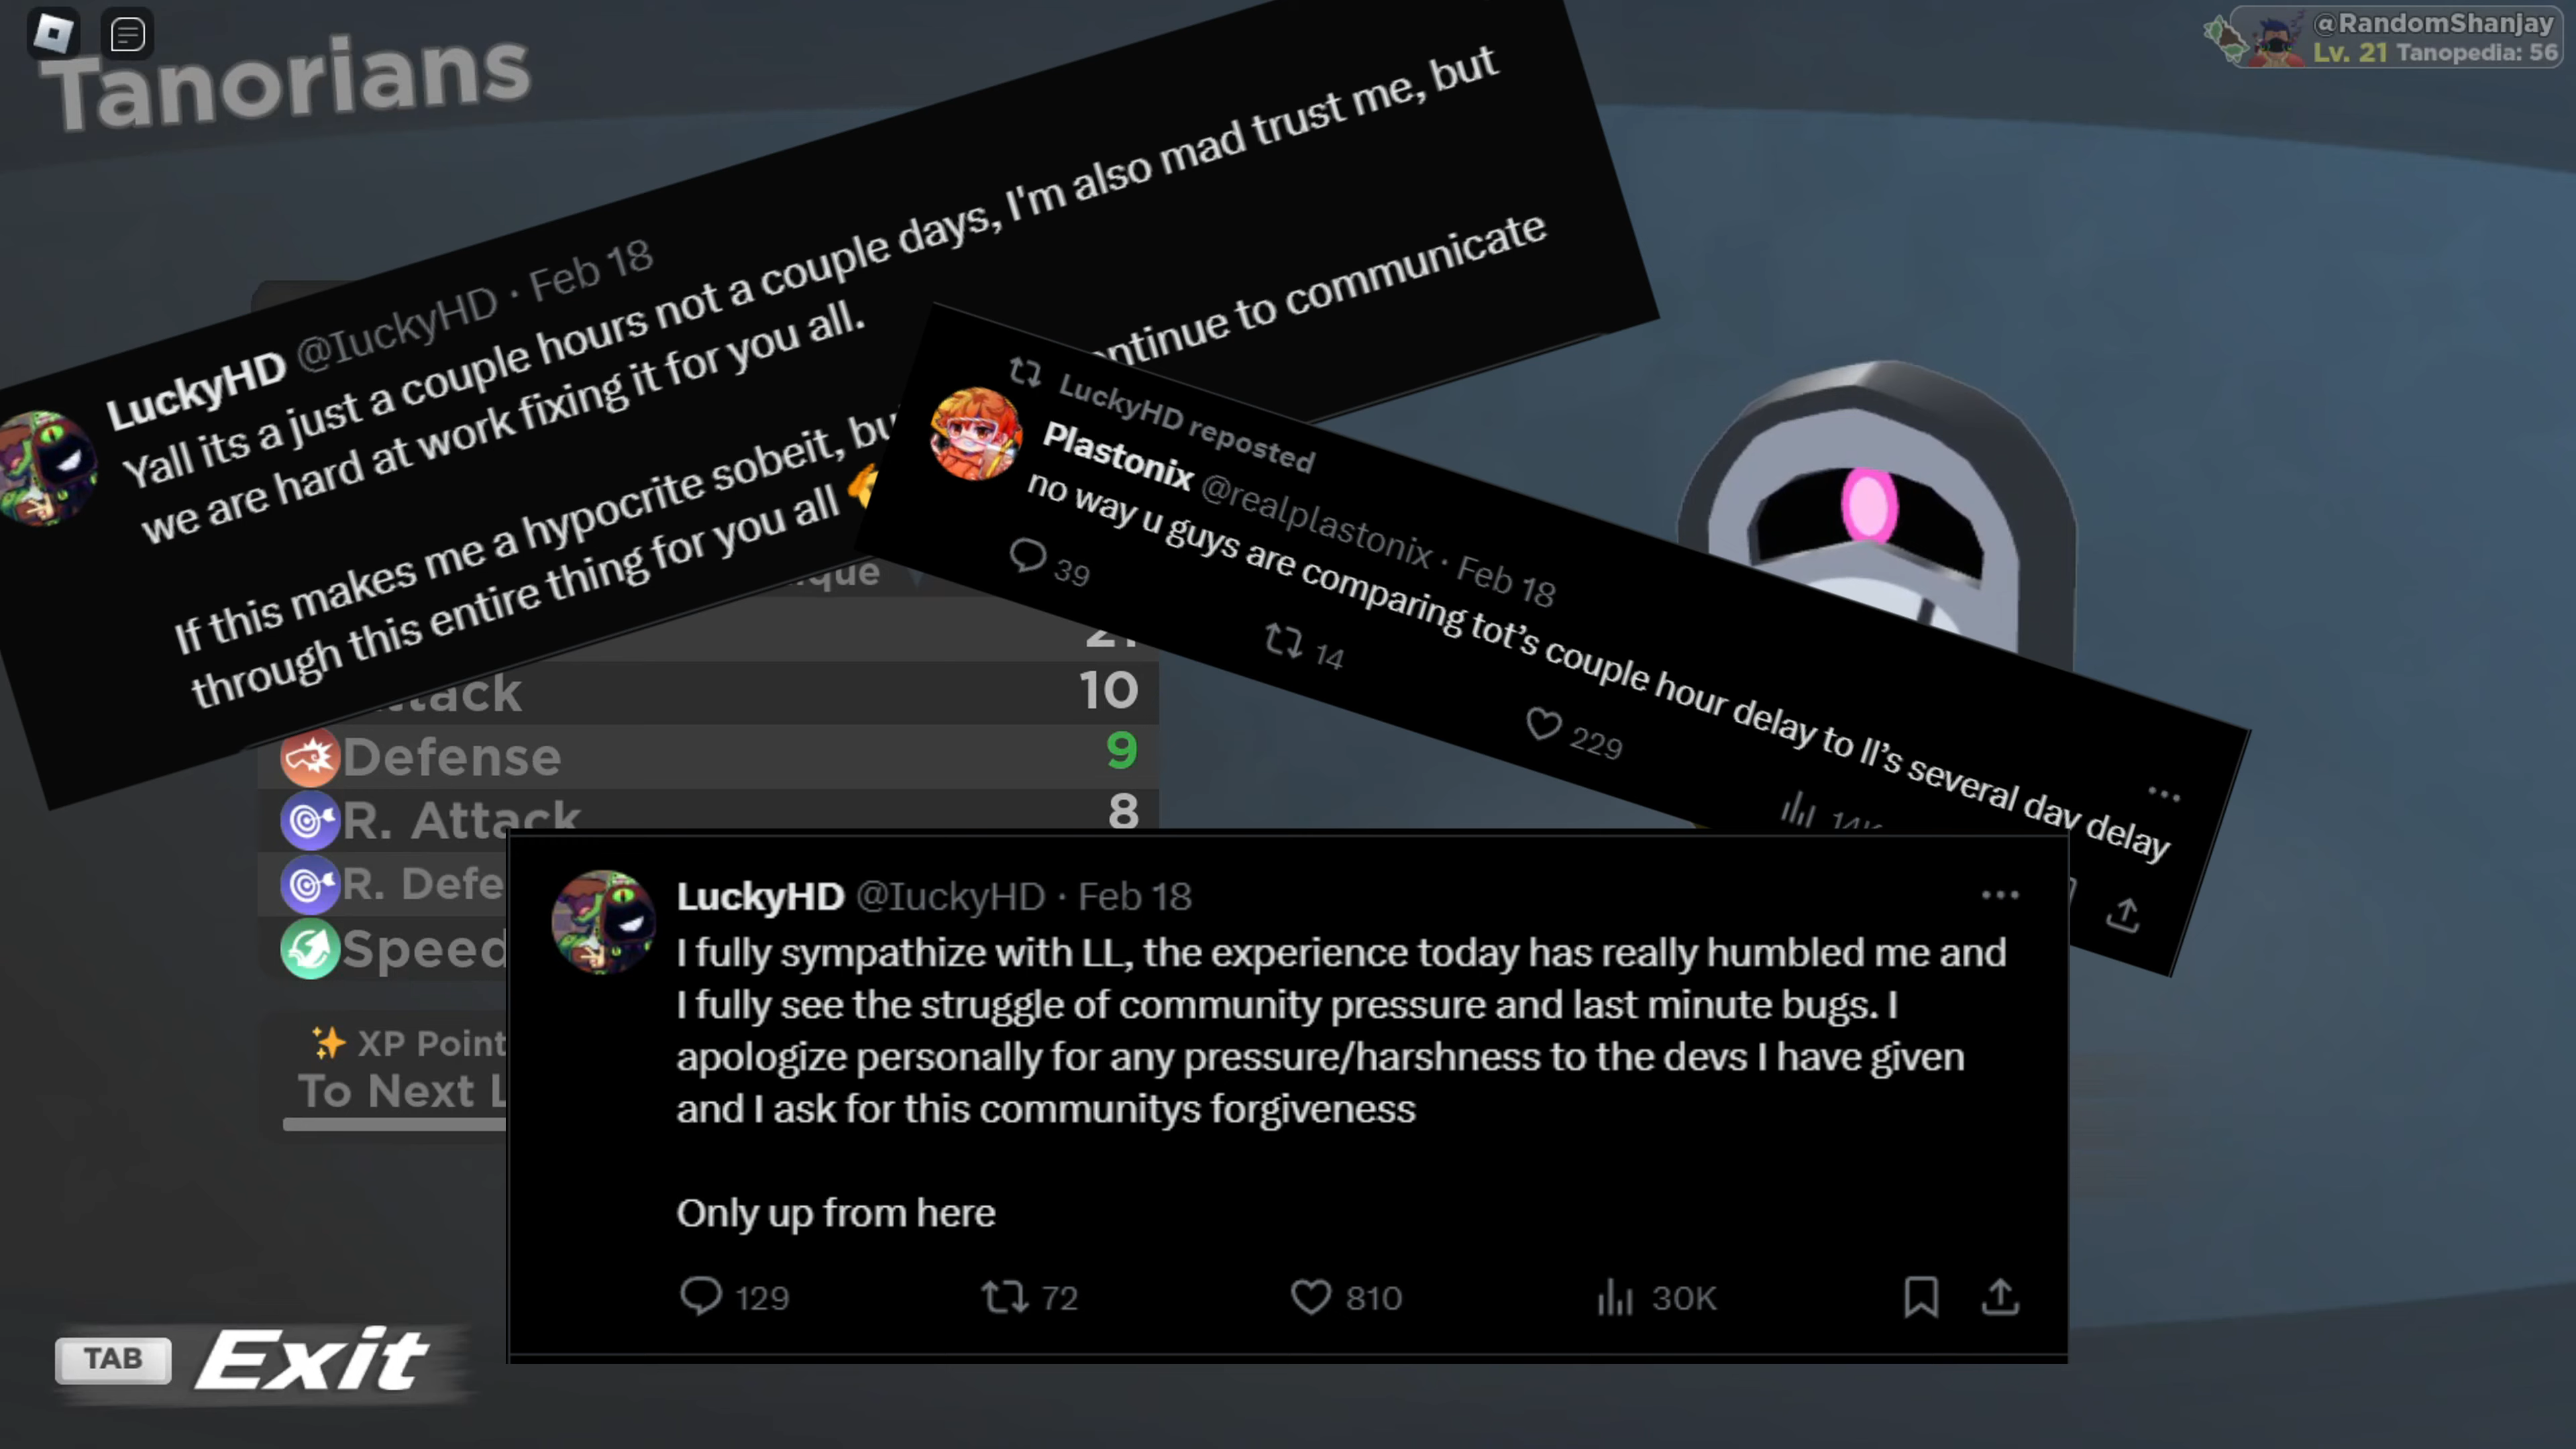 Tanorians
@RandomShanjay
Lv. 21 Tanopedia: 56
LuckyHD @IuckyHD · Feb 18
Yall its a just a couple hours not a couple days, I'm also mad trust me, but
we are hard at work fixing it for you all.
If this makes me a hypocrite sobeit, continue to communicate
through this entire thing for you all
LuckyHD reposted
Plastonix @realplastonix · Feb 18
no way u guys are comparing tot's couple hour delay to ll's several day delay
39 14 229
10
Defense 9
R. Attack 8
R. Defe
Speed
XP Point
To Next L
LuckyHD @IuckyHD · Feb 18
I fully sympathize with LL, the experience today has really humbled me and
I fully see the struggle of community pressure and last minute bugs. I
apologize personally for any pressure/harshness to the devs I have given
and I ask for this communitys forgiveness
Only up from here
129 72 810 30K
TAB Exit